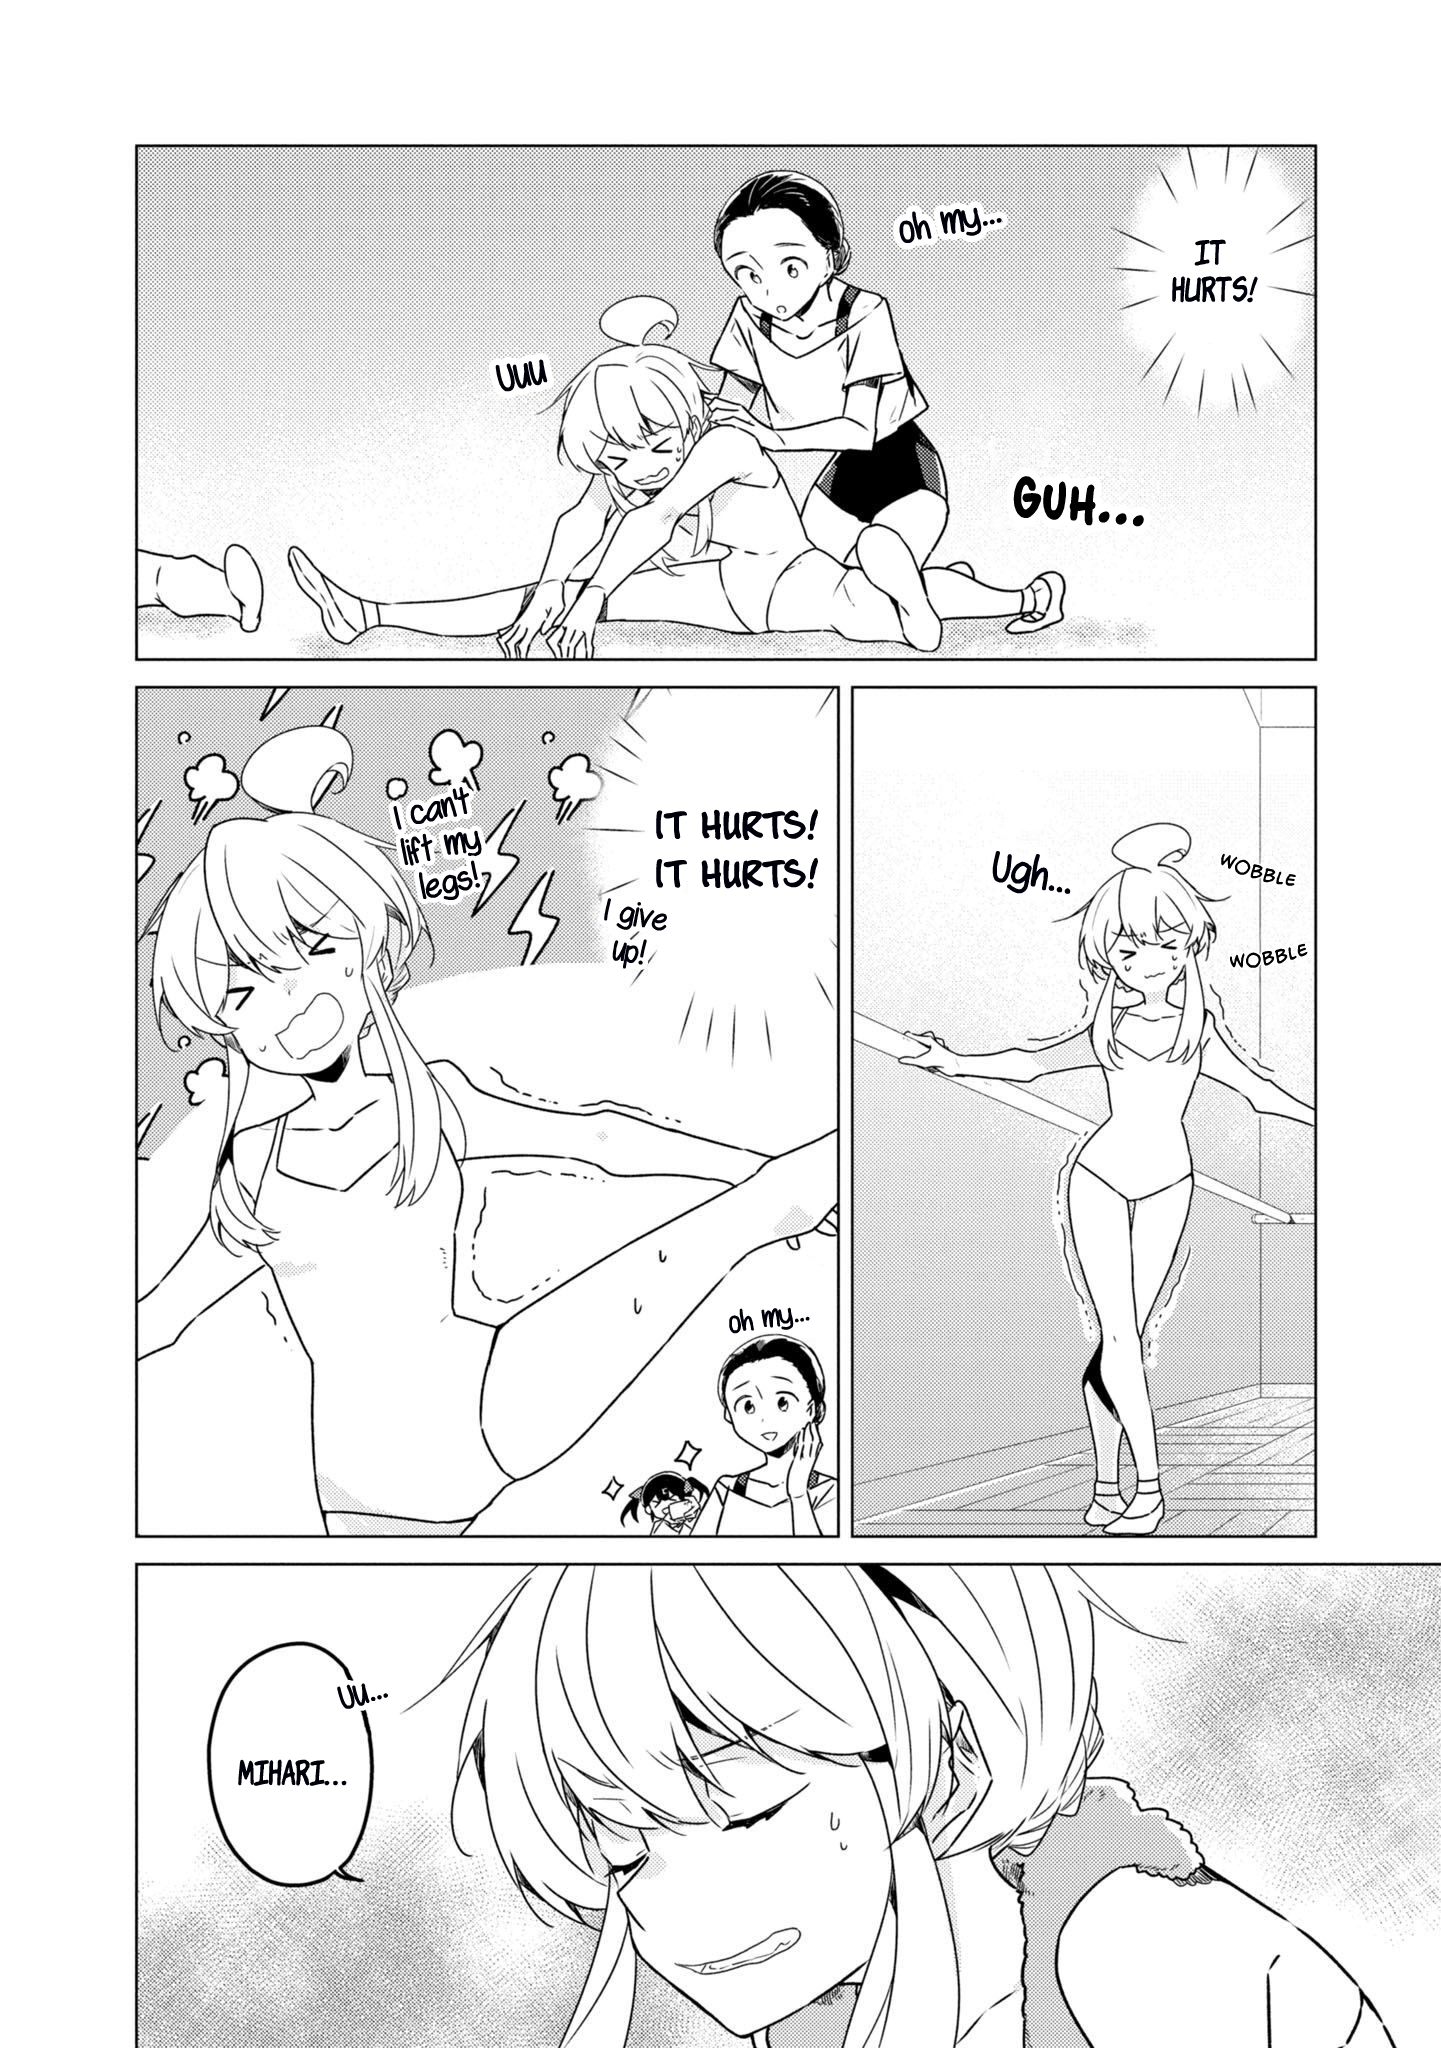 IT
HURTS!
oh my...
Uuu
GUH...
Ugh...
WOBBLE
WOBBLE
IT HURTS!
IT HURTS!
I give
up!
I can't
lift my
legs!
oh my...
Uu...
MIHARI...